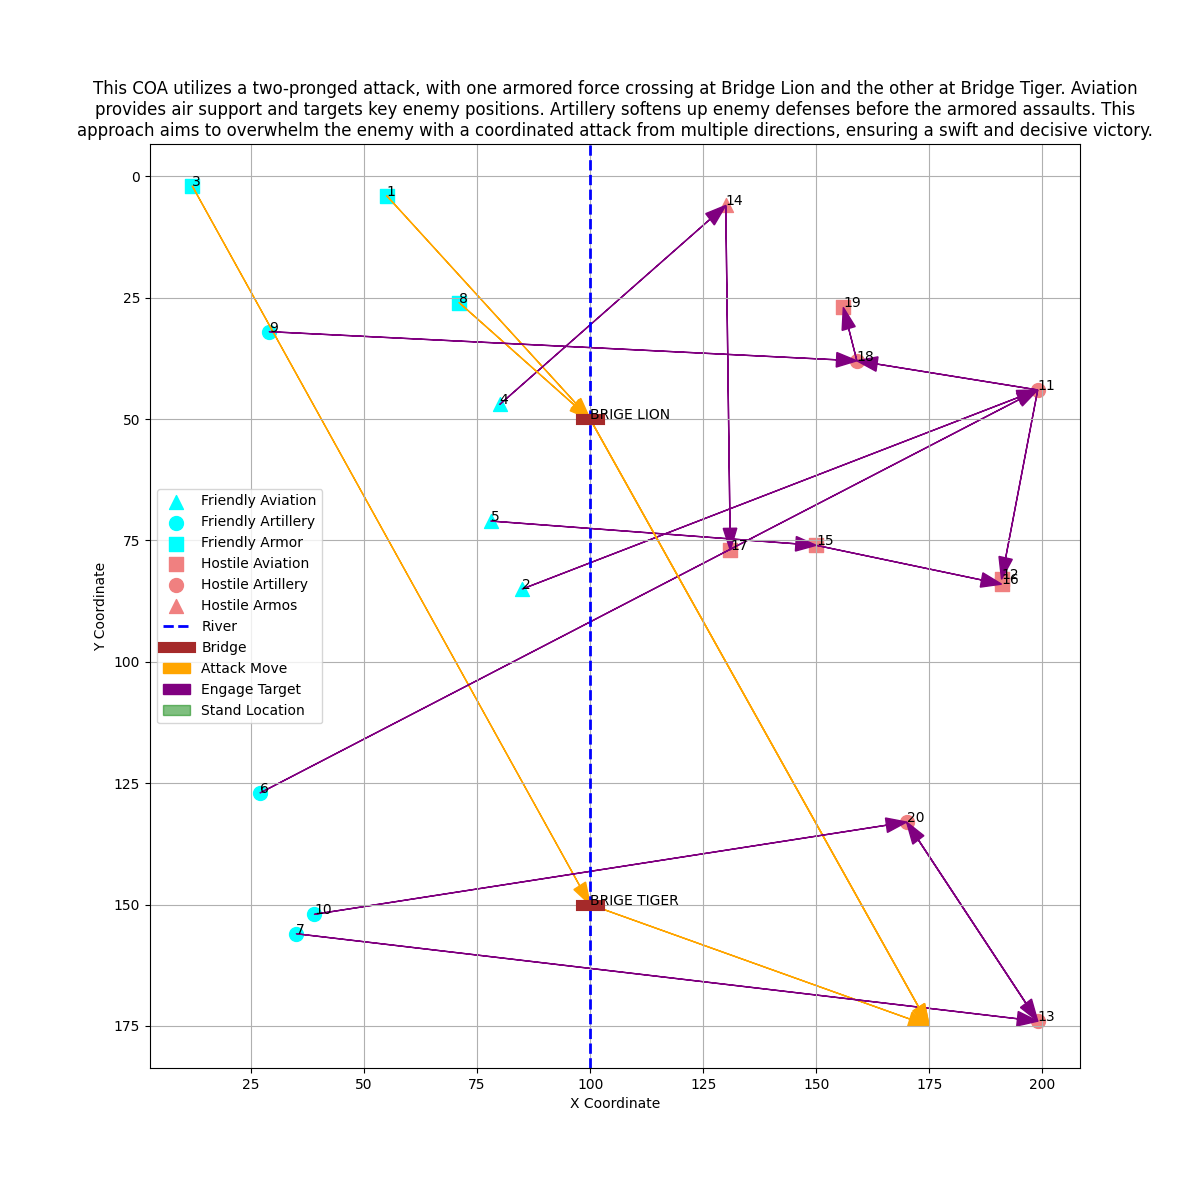 This COA utilizes a two-pronged attack, with one armored force crossing at Bridge Lion and the other at Bridge Tiger. Aviation
provides air support and targets key enemy positions. Artillery softens up enemy defenses before the armored assaults. This
approach aims to overwhelm the enemy with a coordinated attack from multiple directions, ensuring a swift and decisive victory.
0
25
50
75
100
125
150
175
Y Coordinate
3
1
14
8
19
9
18
11
4
BRIGE LION
5
15
17
2
12
16
6
20
BRIGE TIGER
10
7
13
Friendly Aviation
Friendly Artillery
Friendly Armor
Hostile Aviation
Hostile Artillery
Hostile Armos
River
Bridge
Attack Move
Engage Target
Stand Location
25
50
75
100
125
150
175
200
X Coordinate